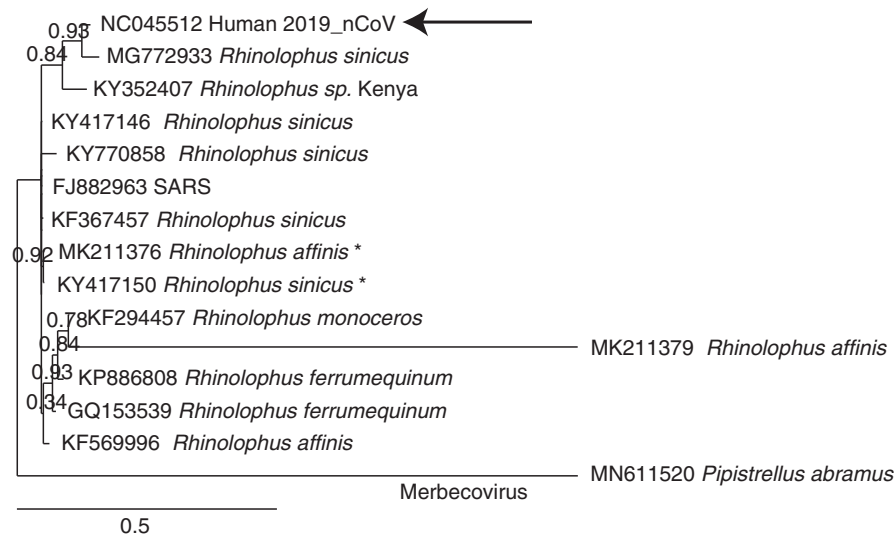 0.93
NC045512 Human 2019_nCoV
0.84
MG772933 Rhinolophus sinicus
KY352407 Rhinolophus sp. Kenya
KY417146 Rhinolophus sinicus
KY770858 Rhinolophus sinicus
FJ882963 SARS
KF367457 Rhinolophus sinicus
0.92
MK211376 Rhinolophus affinis *
KY417150 Rhinolophus sinicus *
0.78
KF294457 Rhinolophus monoceros
0.84
MK211379 Rhinolophus affinis
0.93
KP886808 Rhinolophus ferrumequinum
0.34
GQ153539 Rhinolophus ferrumequinum
KF569996 Rhinolophus affinis
MN611520 Pipistrellus abramus
Merbecovirus
0.5